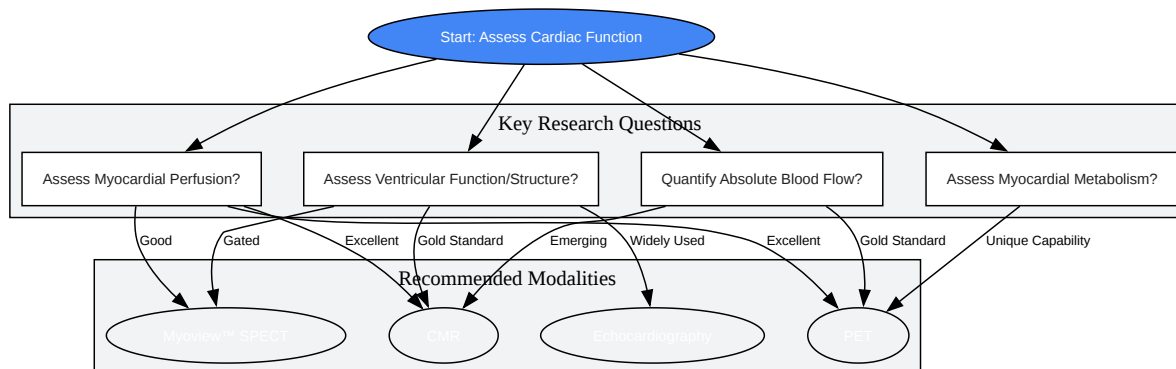 Start: Assess Cardiac Function
Key Research Questions
Assess Myocardial Perfusion?
Assess Ventricular Function/Structure?
Quantify Absolute Blood Flow?
Assess Myocardial Metabolism?
Good
Gated
Excellent
Gold Standard
Emerging
Widely Used
Excellent
Gold Standard
Unique Capability
Recommended Modalities
Myoview™ SPECT
CMR
Echocardiography
PET